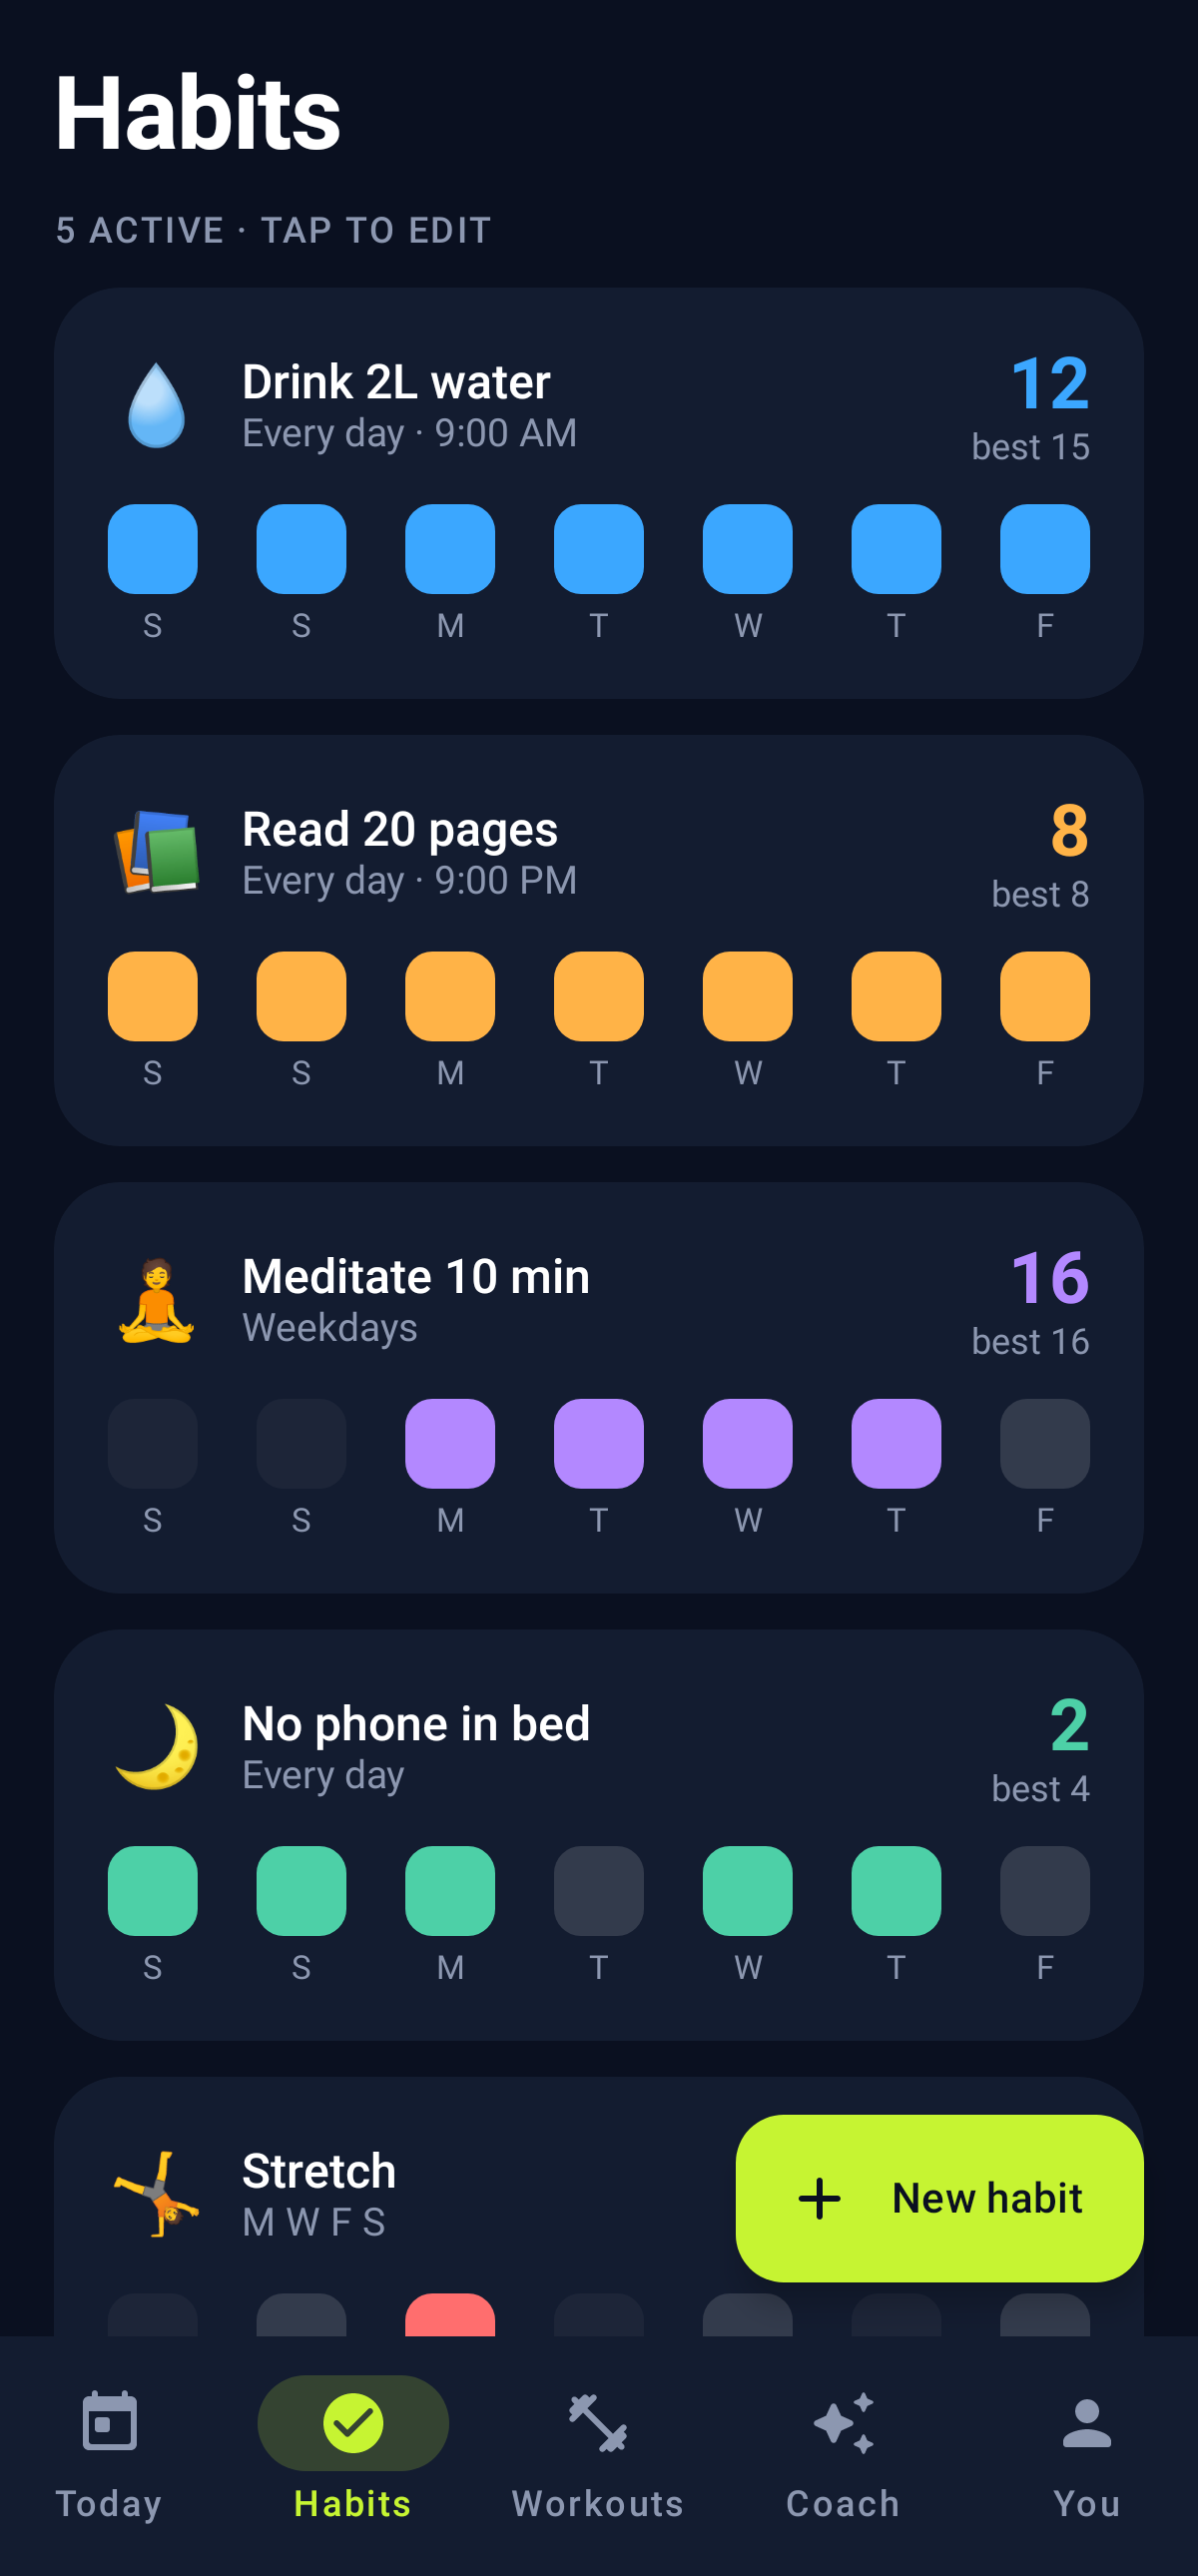 Habits
5 ACTIVE · TAP TO EDIT
Drink 2L water
Every day · 9:00 AM
12
best 15
S S M T W T F
Read 20 pages
Every day · 9:00 PM
8
best 8
S S M T W T F
Meditate 10 min
Weekdays
16
best 16
S S M T W T F
No phone in bed
Every day
2
best 4
S S M T W T F
Stretch
M W F S
New habit
Today Habits Workouts Coach You